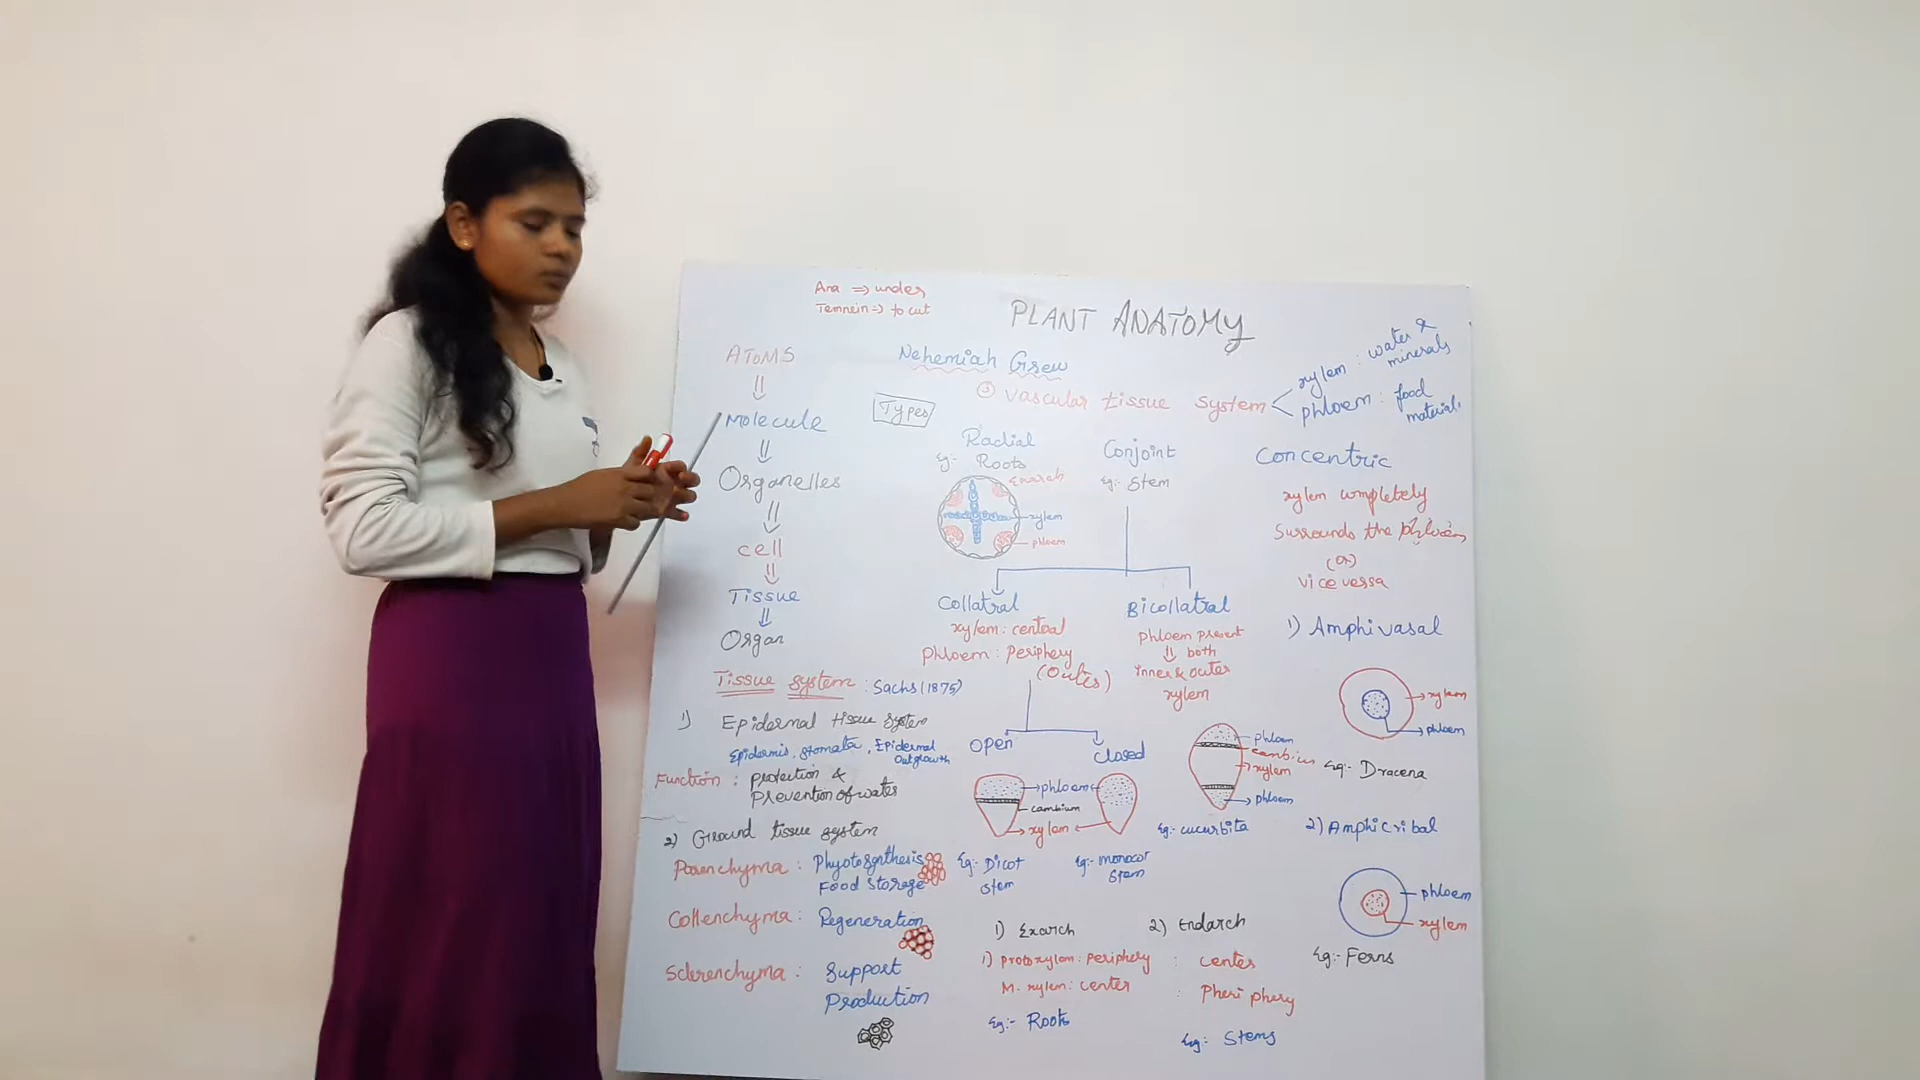 Ana => under
Temnein => to cut
PLANT ANATOMY
ATOMS
Molecule
Organelles
cell
Tissue
Organ
Nehemiah Grew
③ Vascular tissue system
xylem : water &
minerals
phloem : food
materials
Types
Radial
Eg:- Roots
Exarch
xylem
phloem
Conjoint
Eg:- Stem
Concentric
xylem completely
Surrounds the phloem
(or)
vice versa
Collatral
xylem : central
Phloem : Periphery
(Outer)
Bicollatral
phloem present
both
inner & outer
xylem
1) Amphivasal
xylem
phloem
Eg:- Dracena
Tissue system : Sachs (1875)
1) Epidermal tissue system
Epidermis, stomata, Epidermal
Outgrowth
Function : protection &
Prevention of water
2) Ground tissue system
Parenchyma : Phyotosynthesis
Food Storage
Collenchyma : Regeneration
Sclerenchyma : Support
Production
Open
closed
phloem
cambium
xylem
Eg:- Dicot
stem
Eg:- monocot
stem
phloem
cambium
xylem
phloem
Eg:- cucurbita
2) Amphicribal
phloem
xylem
Eg:- Ferns
1) Exarch
2) Endarch
1) protoxylem : periphery : center
M. xylem : center : Pheriphery
Eg:- Roots
Eg:- Stems